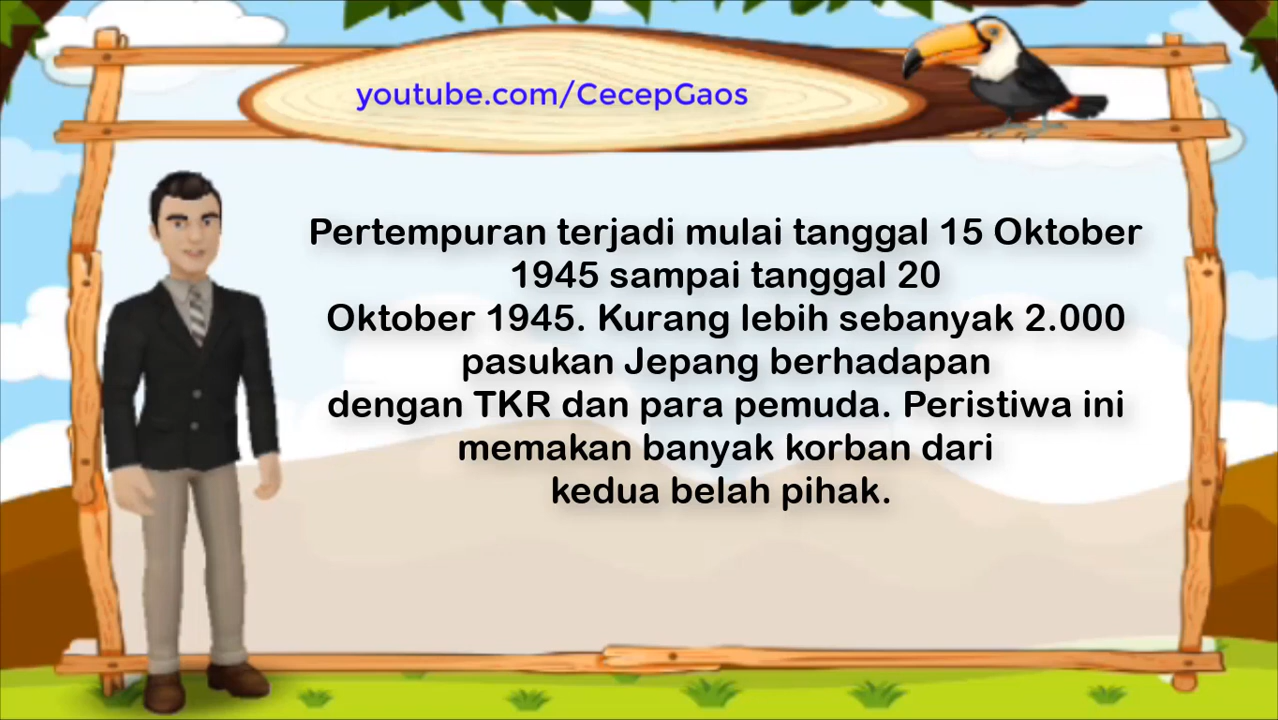 youtube.com/CecepGaos
Pertempuran terjadi mulai tanggal 15 Oktober
1945 sampai tanggal 20
Oktober 1945. Kurang lebih sebanyak 2.000
pasukan Jepang berhadapan
dengan TKR dan para pemuda. Peristiwa ini
memakan banyak korban dari
kedua belah pihak.